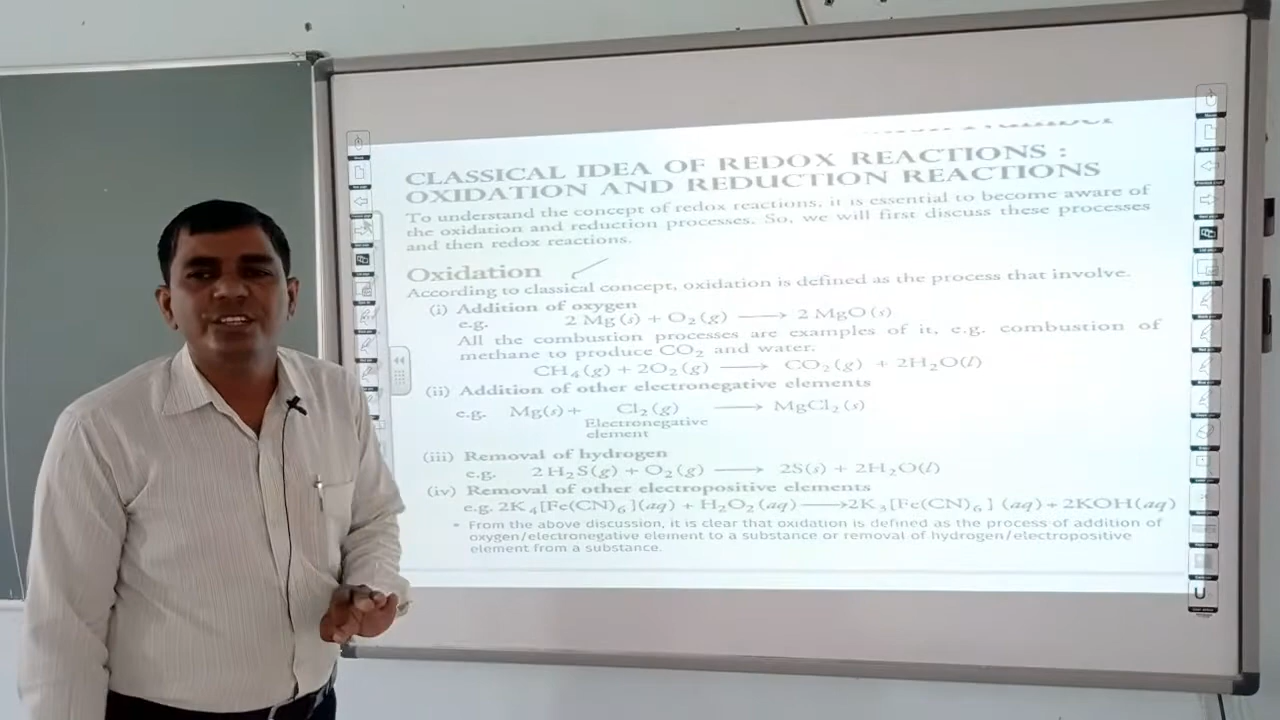 CLASSICAL IDEA OF REDOX REACTIONS :
OXIDATION AND REDUCTION REACTIONS
To understand the concept of redox reactions, it is essential to become aware of
the oxidation and reduction processes. So, we will first discuss these processes
and then redox reactions.
Oxidation
According to classical concept, oxidation is defined as the process that involve.
(i) Addition of oxygen
e.g. 2 Mg (s) + O₂ (g) ⟶ 2 MgO (s)
All the combustion processes are examples of it, e.g. combustion of
methane to produce CO₂ and water.
CH₄ (g) + 2O₂ (g) ⟶ CO₂ (g) + 2H₂O(l)
(ii) Addition of other electronegative elements
e.g. Mg(s) + Cl₂ (g) ⟶ MgCl₂ (s)
Electronegative
element
(iii) Removal of hydrogen
e.g. 2H₂S(g) + O₂ (g) ⟶ 2S(s) + 2H₂O(l)
(iv) Removal of other electropositive elements
e.g. 2K₄[Fe(CN)₆](aq) + H₂O₂ (aq) ⟶2K₃[Fe(CN)₆] (aq) + 2KOH(aq)
• From the above discussion, it is clear that oxidation is defined as the process of addition of
oxygen/electronegative element to a substance or removal of hydrogen/electropositive
element from a substance.